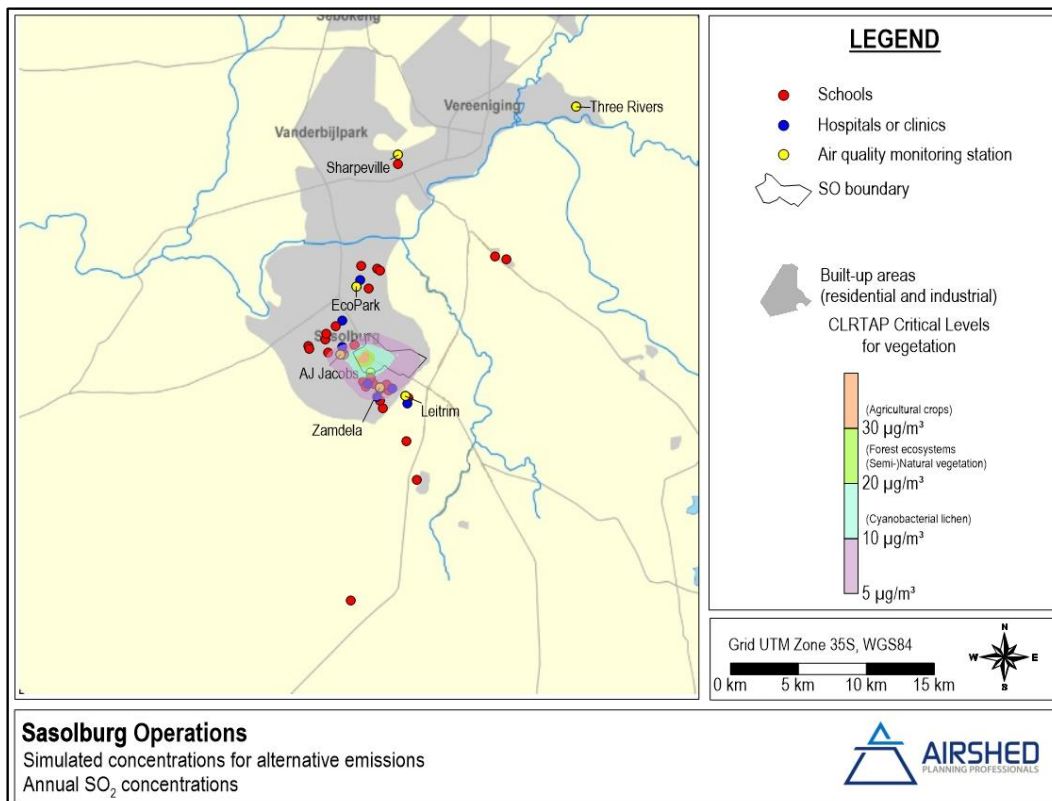 Sebokeng
Vereeniging
Three Rivers
Vanderbijlpark
Sharpeville
EcoPark
Sasolburg
AJ Jacobs
Leitrim
Zamdela
LEGEND
Schools
Hospitals or clinics
Air quality monitoring station
SO boundary
Built-up areas
(residential and industrial)
CLRTAP Critical Levels
for vegetation
(Agricultural crops)
30 µg/m³
(Forest ecosystems
(Semi-)Natural vegetation)
20 µg/m³
(Cyanobacterial lichen)
10 µg/m³
5 µg/m³
Grid UTM Zone 35S, WGS84
N
W E
S
0 km 5 km 10 km 15 km
Sasolburg Operations
Simulated concentrations for alternative emissions
Annual SO₂ concentrations
AIRSHED
PLANNING PROFESSIONALS